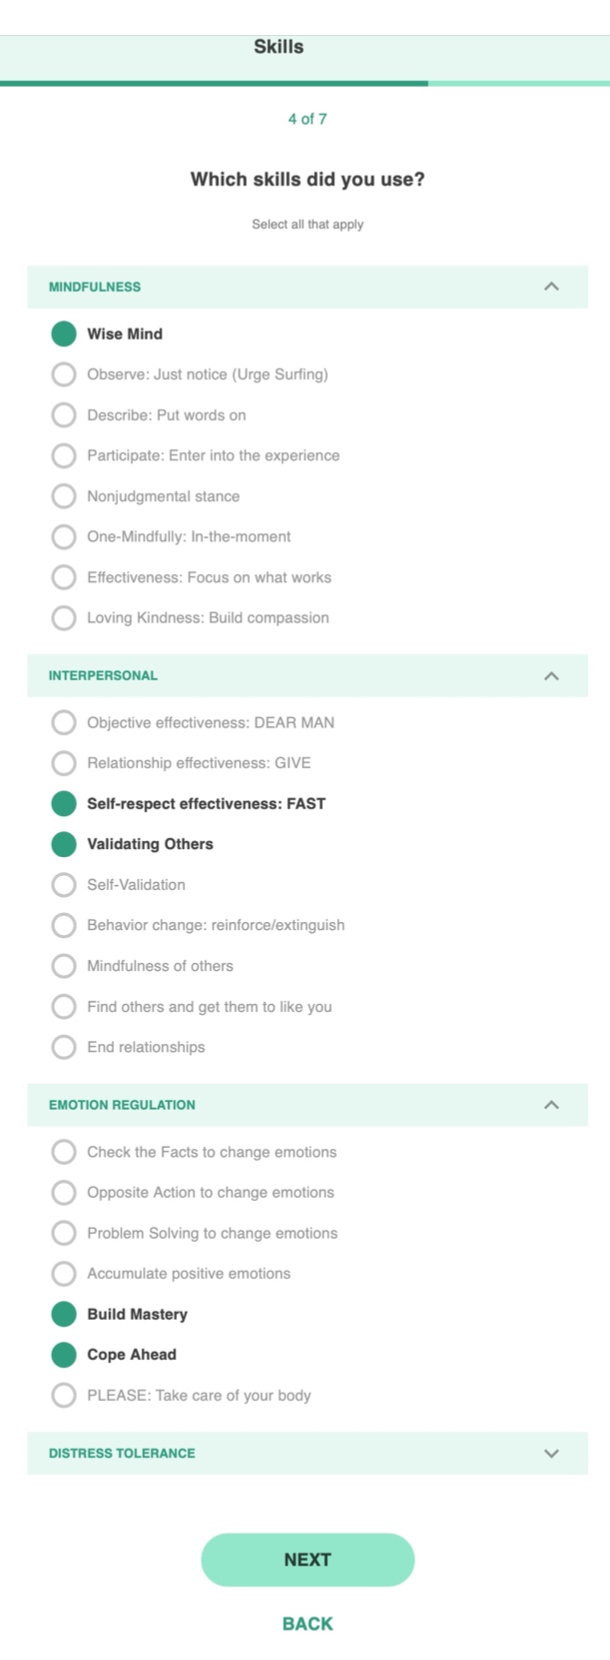 Skills
4 of 7
Which skills did you use?
Select all that apply
MINDFULNESS
Wise Mind
Observe: Just notice (Urge Surfing)
Describe: Put words on
Participate: Enter into the experience
Nonjudgmental stance
One-Mindfully: In-the-moment
Effectiveness: Focus on what works
Loving Kindness: Build compassion
INTERPERSONAL
Objective effectiveness: DEAR MAN
Relationship effectiveness: GIVE
Self-respect effectiveness: FAST
Validating Others
Self-Validation
Behavior change: reinforce/extinguish
Mindfulness of others
Find others and get them to like you
End relationships
EMOTION REGULATION
Check the Facts to change emotions
Opposite Action to change emotions
Problem Solving to change emotions
Accumulate positive emotions
Build Mastery
Cope Ahead
PLEASE: Take care of your body
DISTRESS TOLERANCE
NEXT
BACK